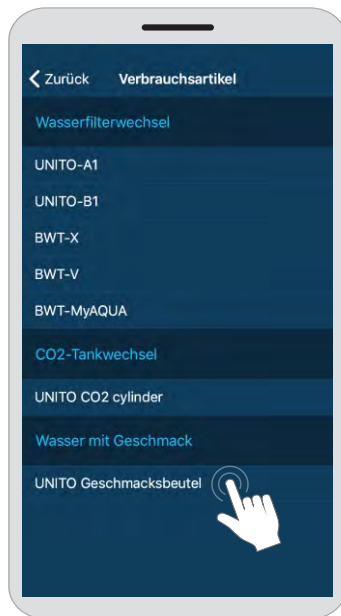 Zurück Verbrauchsartikel
Wasserfilterwechsel
UNITO-A1
UNITO-B1
BWT-X
BWT-V
BWT-MyAQUA
CO2-Tankwechsel
UNITO CO2 cylinder
Wasser mit Geschmack
UNITO Geschmacksbeutel